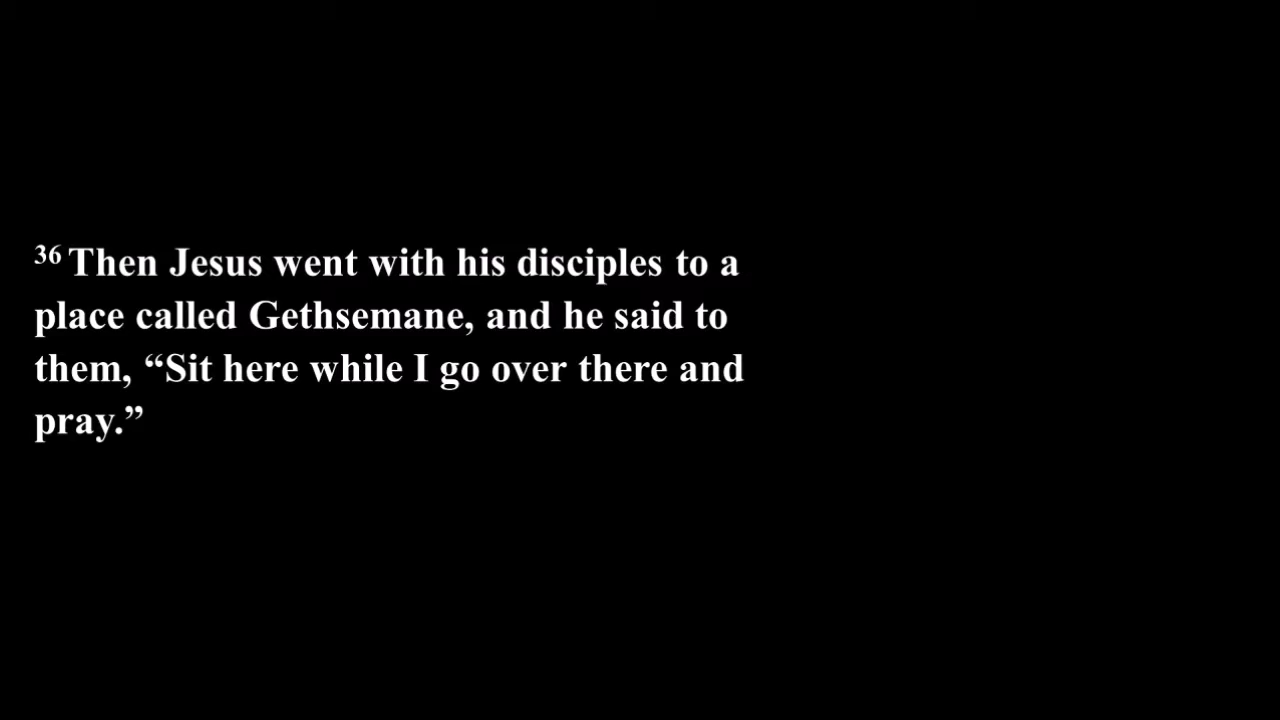 36 Then Jesus went with his disciples to a
place called Gethsemane, and he said to
them, “Sit here while I go over there and
pray.”